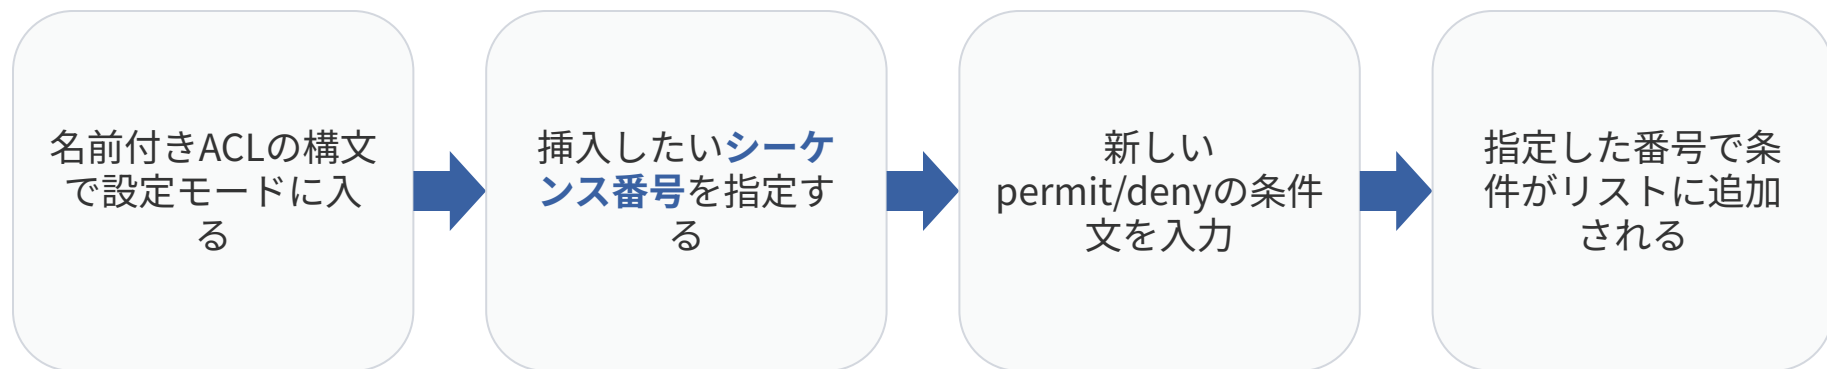 名前付きACLの構文
で設定モードに入
る
挿入したいシーケ
ンス番号を指定す
る
新しい
permit/denyの条件
文を入力
指定した番号で条
件がリストに追加
される